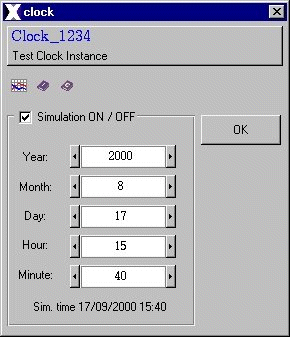 clock
Clock_1234
Test Clock Instance
Simulation ON / OFF
OK
Year: 2000
Month: 8
Day: 17
Hour: 15
Minute: 40
Sim. time 17/09/2000 15:40